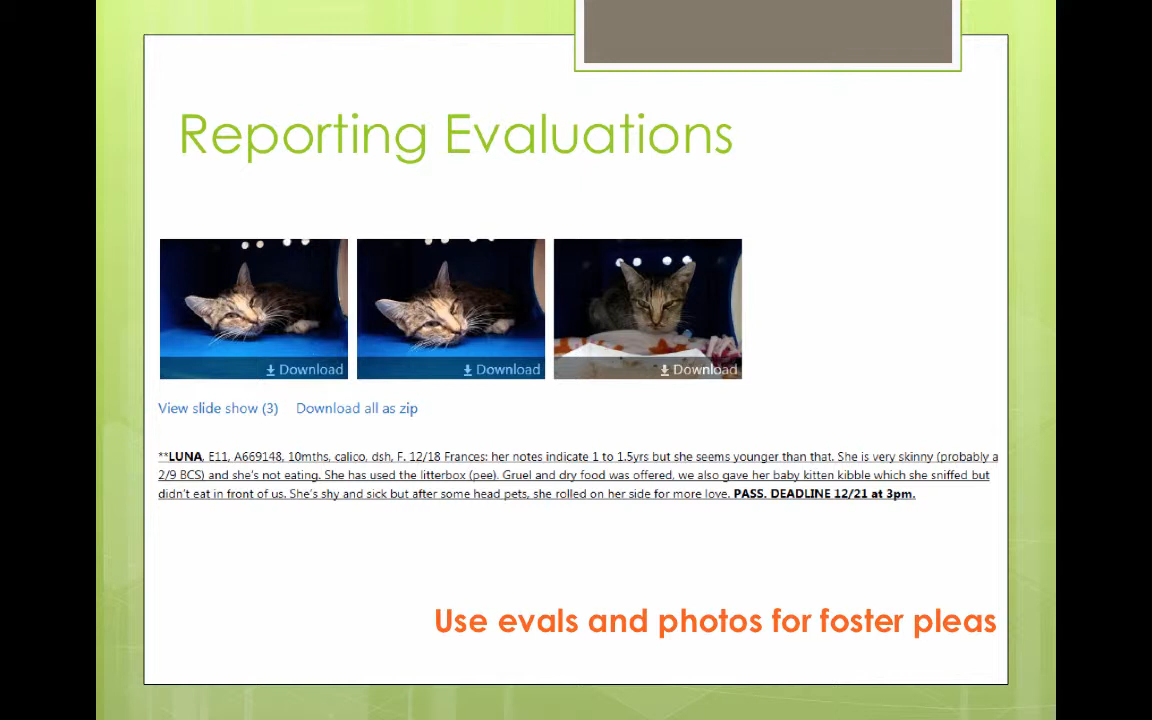 Reporting Evaluations
Download Download Download
View slide show (3) Download all as zip
**LUNA, E11, A669148, 10mths, calico, dsh, F. 12/18 Frances: her notes indicate 1 to 1.5yrs but she seems younger than that. She is very skinny (probably a
2/9 BCS) and she's not eating. She has used the litterbox (pee). Gruel and dry food was offered, we also gave her baby kitten kibble which she sniffed but
didn't eat in front of us. She's shy and sick but after some head pets, she rolled on her side for more love. PASS. DEADLINE 12/21 at 3pm.
Use evals and photos for foster pleas